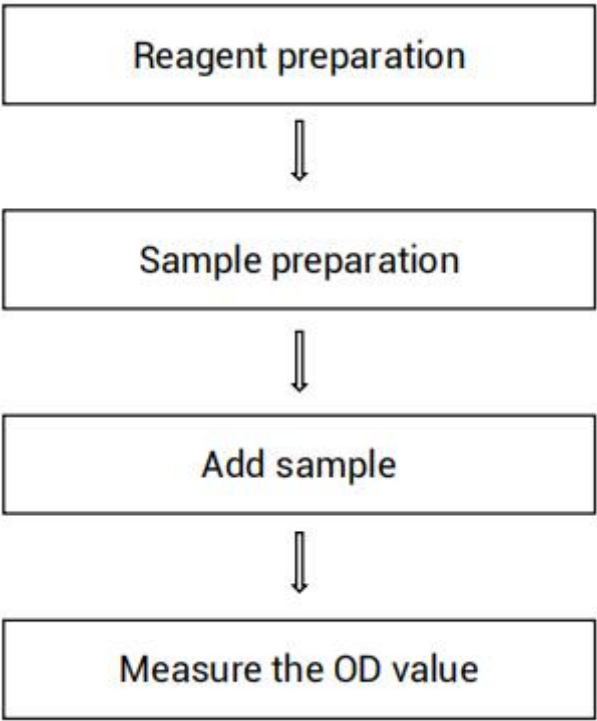 Reagent preparation
Sample preparation
Add sample
Measure the OD value